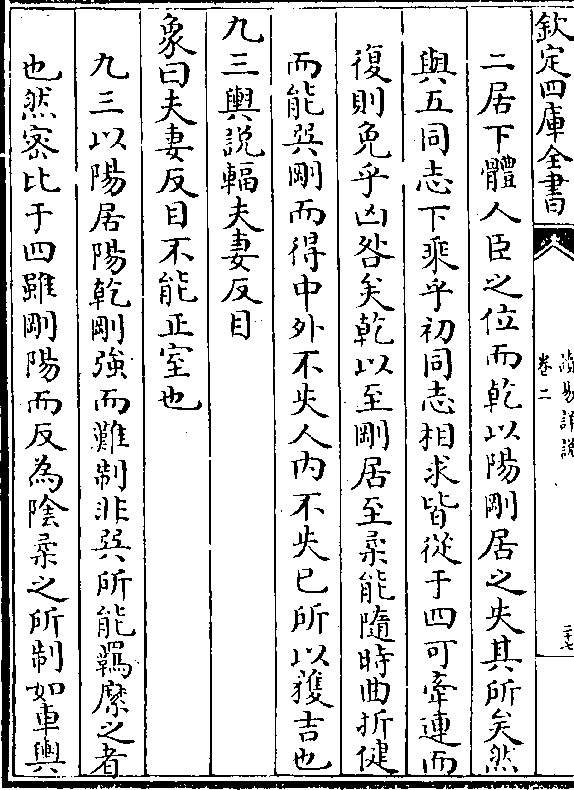 欽定四庫全書
讀易詳說
卷二
二居下體人臣之位而乾以陽剛居之失其所矣然
與五同志下乘乎初同志相求皆從于四可牽連而
復則免乎凶咎矣乾以至剛居至柔能隨時曲折健
而能巽剛而得中外不失人内不失已所以獲吉也
九三輿說輻夫妻反目
象曰夫妻反目不能正室也
九三以陽居陽乾剛強而難制非巽所能羈縻之者
也然密比于四雖剛陽而反為陰柔之所制如車輿